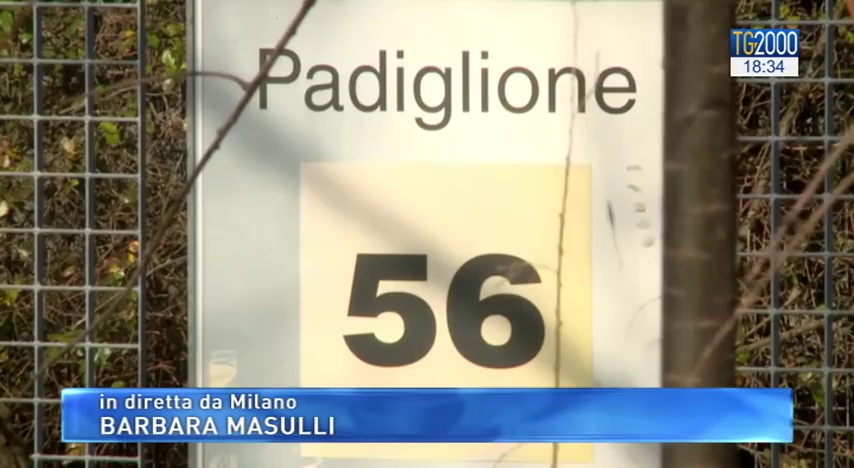 Padiglione
TG2000
18:34
56
in diretta da Milano
BARBARA MASULLI